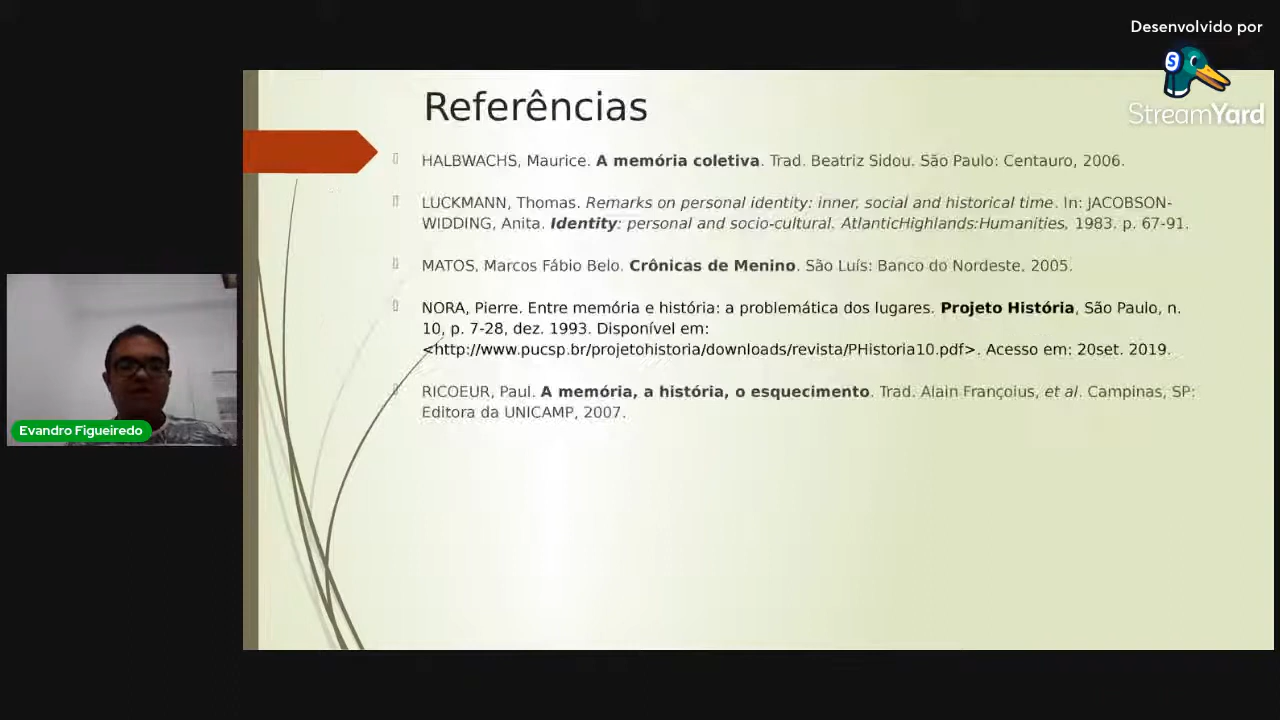 Desenvolvido por
StreamYard
Referências
HALBWACHS, Maurice. A memória coletiva. Trad. Beatriz Sidou. São Paulo: Centauro, 2006.
LUCKMANN, Thomas. Remarks on personal identity: inner, social and historical time. In: JACOBSON-
WIDDING, Anita. Identity: personal and socio-cultural. AtlanticHighlands:Humanities, 1983. p. 67-91.
MATOS, Marcos Fábio Belo. Crônicas de Menino. São Luís: Banco do Nordeste, 2005.
NORA, Pierre. Entre memória e história: a problemática dos lugares. Projeto História, São Paulo, n.
10, p. 7-28, dez. 1993. Disponível em:
<http://www.pucsp.br/projetohistoria/downloads/revista/PHistoria10.pdf>. Acesso em: 20set. 2019.
RICOEUR, Paul. A memória, a história, o esquecimento. Trad. Alain Françoius, et al. Campinas, SP:
Editora da UNICAMP, 2007.
Evandro Figueiredo